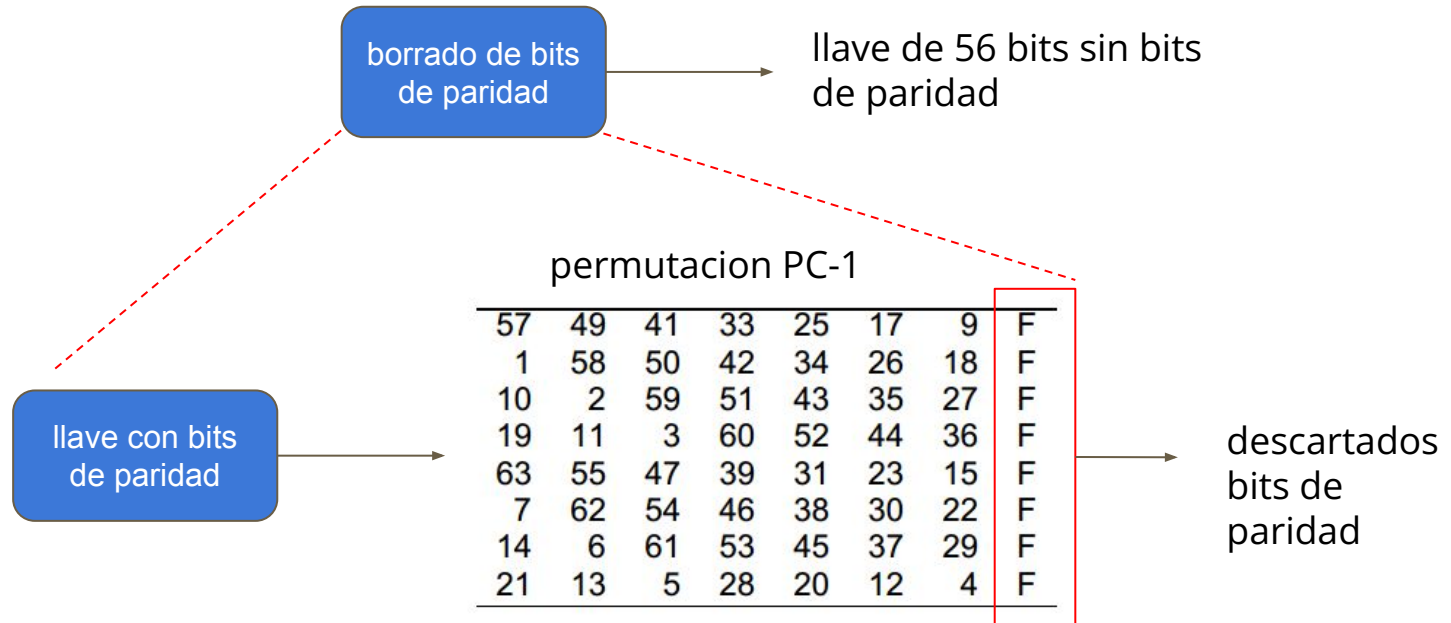 borrado de bits
de paridad
llave de 56 bits sin bits
de paridad
permutacion PC-1
57 49 41 33 25 17 9 F
1 58 50 42 34 26 18 F
10 2 59 51 43 35 27 F
19 11 3 60 52 44 36 F
63 55 47 39 31 23 15 F
7 62 54 46 38 30 22 F
14 6 61 53 45 37 29 F
21 13 5 28 20 12 4 F
llave con bits
de paridad
descartados
bits de
paridad